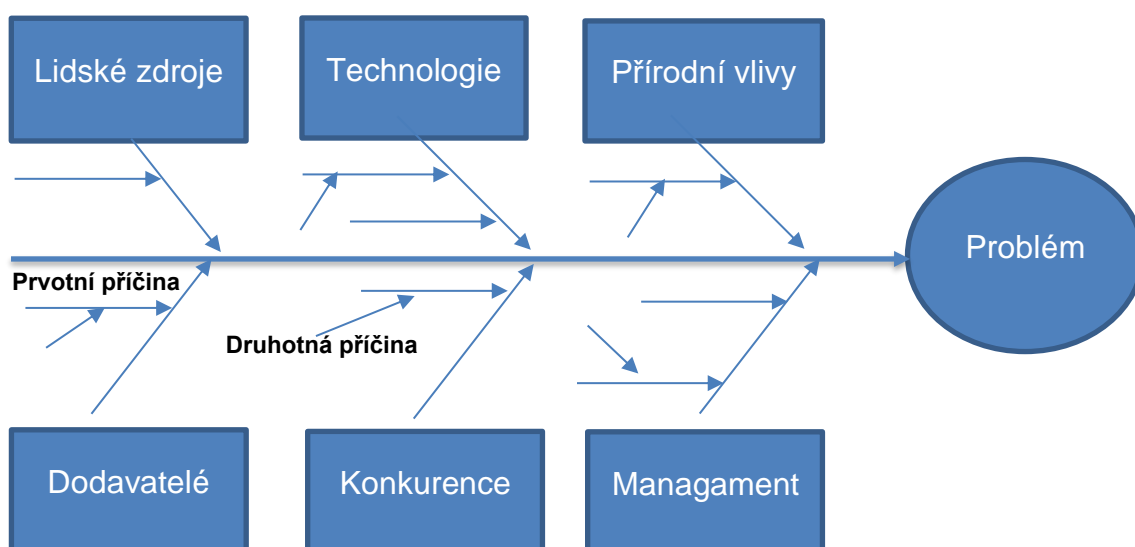 Lidské zdroje
Technologie
Přírodní vlivy
Problém
Prvotní příčina
Druhotná příčina
Dodavatelé
Konkurence
Managament